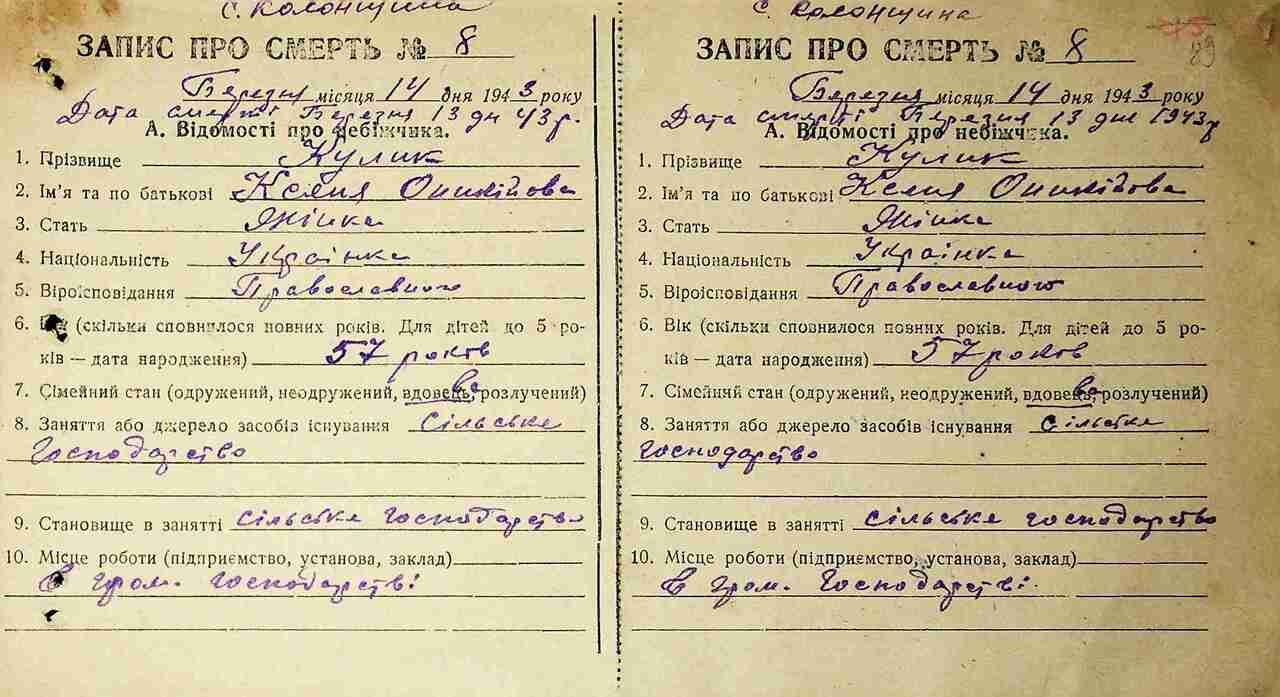 с. Колонщина
ЗАПИС ПРО СМЕРТЬ № 8
Березня місяця 14 дня 1943 року
Дата смерті Березня 13 дн 43 р.
А. Відомості про небіжчика.
1. Прізвище Кулик
2. Ім'я та по батькові
3. Стать Жінка
4. Національність Українка
5. Віроісповідання Православного
6. (скільки сповнилося повних років. Для дітей до 5 ро-
ків — дата народження) 57 років
7. Сімейний стан (одружений, неодружений, вдовець, розлучений)
8. Заняття або джерело засобів існування Сільське
Господарство
9. Становище в занятті сільське господарство
10. Місце роботи (підприємство, установа, заклад)
В гром. Господарстві
с. Колонщина
ЗАПИС ПРО СМЕРТЬ № 8
89
Березня місяця 14 дня 1943 року
Дата смерті Березня 13 дня 1943 р
А. Відомості про небіжчика.
1. Прізвище Кулик
2. Ім'я та по батькові
3. Стать Жінка
4. Національність Українка
5. Віроісповідання Православного
6. Вік (скільки сповнилося повних років. Для дітей до 5 ро-
ків — дата народження) 57 років
7. Сімейний стан (одружений, неодружений, вдовець, розлучений)
8. Заняття або джерело засобів існування сільське
господарство
9. Становище в занятті сільське господарство
10. Місце роботи (підприємство, установа, заклад)
В гром. Господарстві